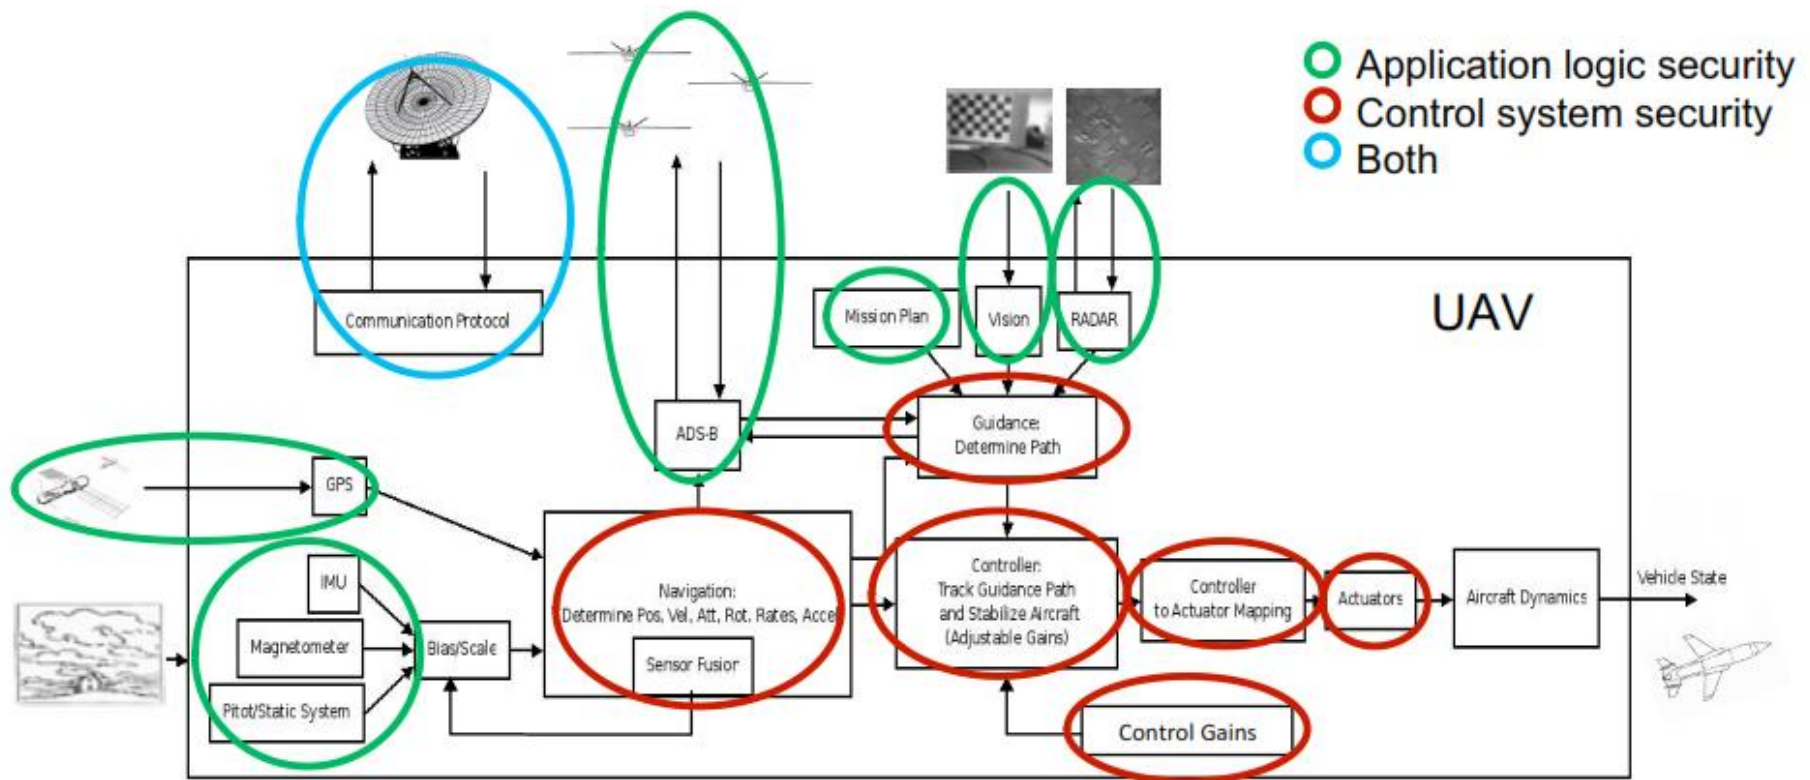 Application logic security
Control system security
Both
UAV
Communication Protocol
Mission Plan
Vision
RADAR
ADS-B
Guidance:
Determine Path
GPS
IMU
Magnetometer
Pitot/Static System
Bias/Scale
Navigation:
Determine Pos, Vel, Att, Rot. Rates, Accel
Sensor Fusion
Controller:
Track Guidance Path
and Stabilize Aircraft
(Adjustable Gains)
Controller
to Actuator Mapping
Actuators
Aircraft Dynamics
Vehicle State
Control Gains